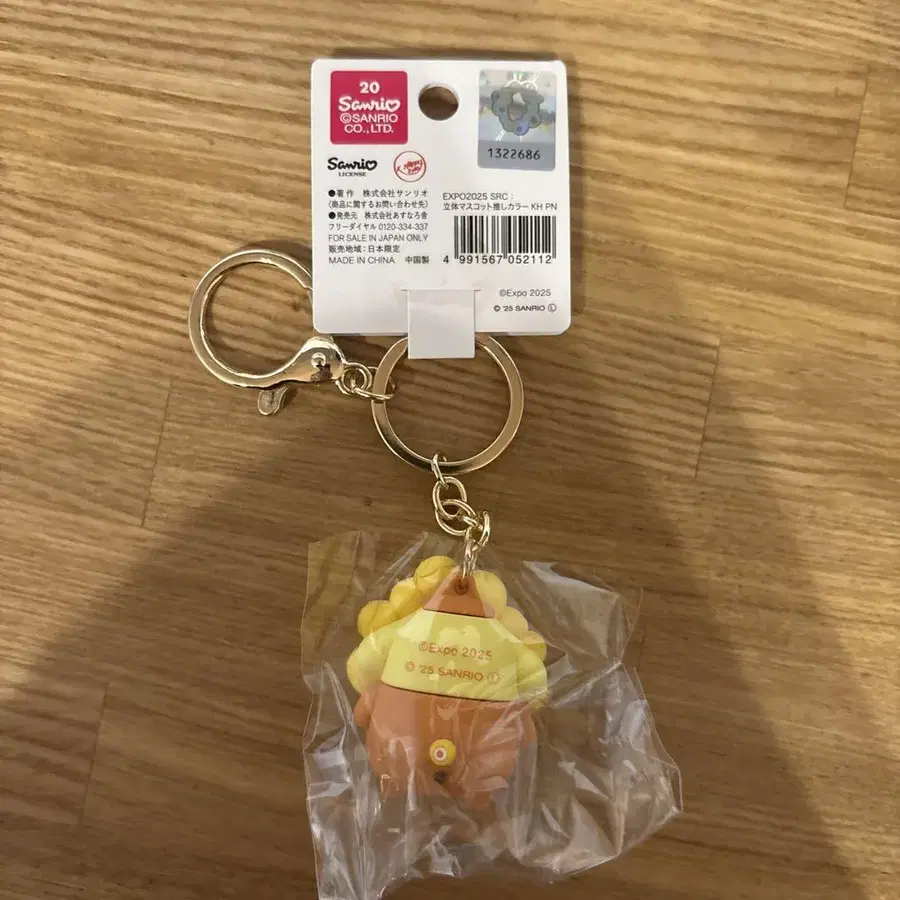 20
Sanrio
©SANRIO
CO., LTD.
1322686
Sanrio
LICENSE
●著作 株式会社サンリオ
(商品に関するお問い合わせ先)
●発売元 株式会社あすなろ舎
フリーダイヤル 0120-334-337
FOR SALE IN JAPAN ONLY
販売地域:日本限定
MADE IN CHINA 中国製
EXPO2025 SRC:
立体マスコット推しカラー KH PN
4 991567 052112
©Expo 2025
© '25 SANRIO Ⓛ
©Expo 2025
© '25 SANRIO Ⓛ